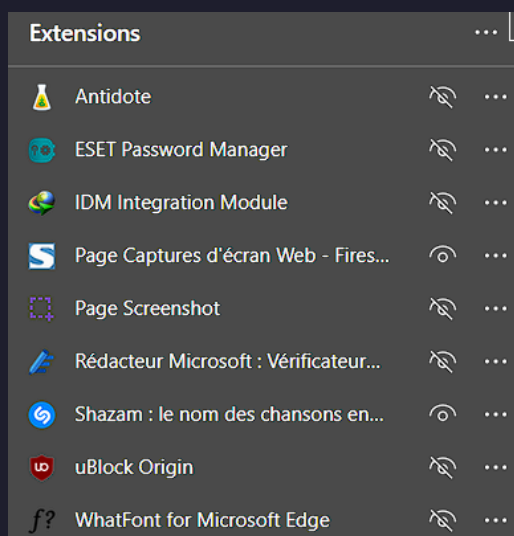 Extensions
Antidote
ESET Password Manager
IDM Integration Module
Page Captures d'écran Web - Fires...
Page Screenshot
Rédacteur Microsoft : Vérificateur...
Shazam : le nom des chansons en...
uBlock Origin
f? WhatFont for Microsoft Edge